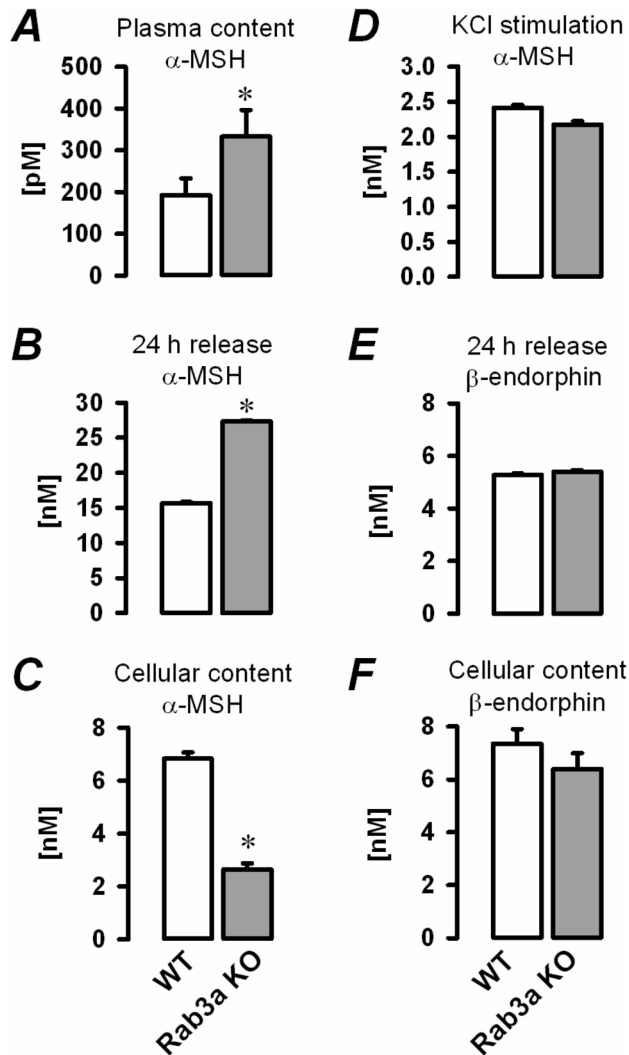 A
Plasma content
α-MSH
500
400
300
200
100
0
[pM]
*
D
KCl stimulation
α-MSH
3.0
2.5
2.0
1.5
1.0
0.5
0.0
[nM]
B
24 h release
α-MSH
30
25
20
15
10
5
0
[nM]
*
E
24 h release
β-endorphin
8
6
4
2
0
[nM]
C
Cellular content
α-MSH
8
6
4
2
0
[nM]
*
WT
Rab3a KO
F
Cellular content
β-endorphin
8
6
4
2
0
[nM]
WT
Rab3a KO